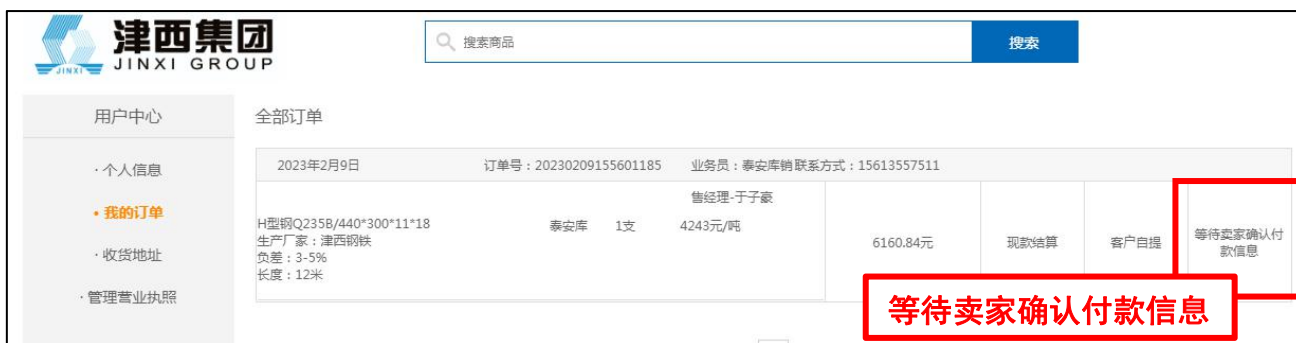 津西集团
JINXI GROUP
JINXI
搜索商品
搜索
用户中心
·个人信息
•我的订单
·收货地址
·管理营业执照
全部订单
2023年2月9日 订单号：20230209155601185 业务员：泰安库销 联系方式：15613557511
售经理-于子豪
H型钢Q235B/440*300*11*18 泰安库 1支 4243元/吨
生产厂家：津西钢铁
负差：3-5%
长度：12米
6160.84元 现款结算 客户自提
等待卖家确认付
款信息
等待卖家确认付款信息